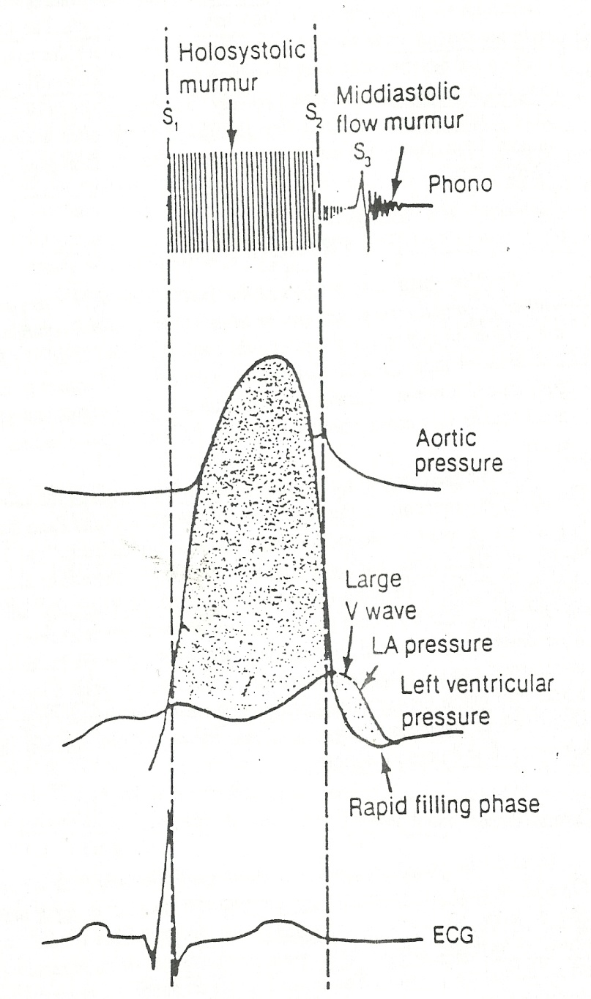 Holosystolic
murmur
S1
S2
Middiastolic
flow murmur
S3
Phono
Aortic
pressure
Large
V wave
LA pressure
Left ventricular
pressure
Rapid filling phase
ECG